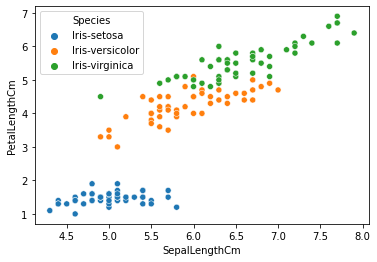 Species
Iris-setosa
Iris-versicolor
Iris-virginica
PetalLengthCm
7
6
5
4
3
2
1
4.5 5.0 5.5 6.0 6.5 7.0 7.5 8.0
SepalLengthCm